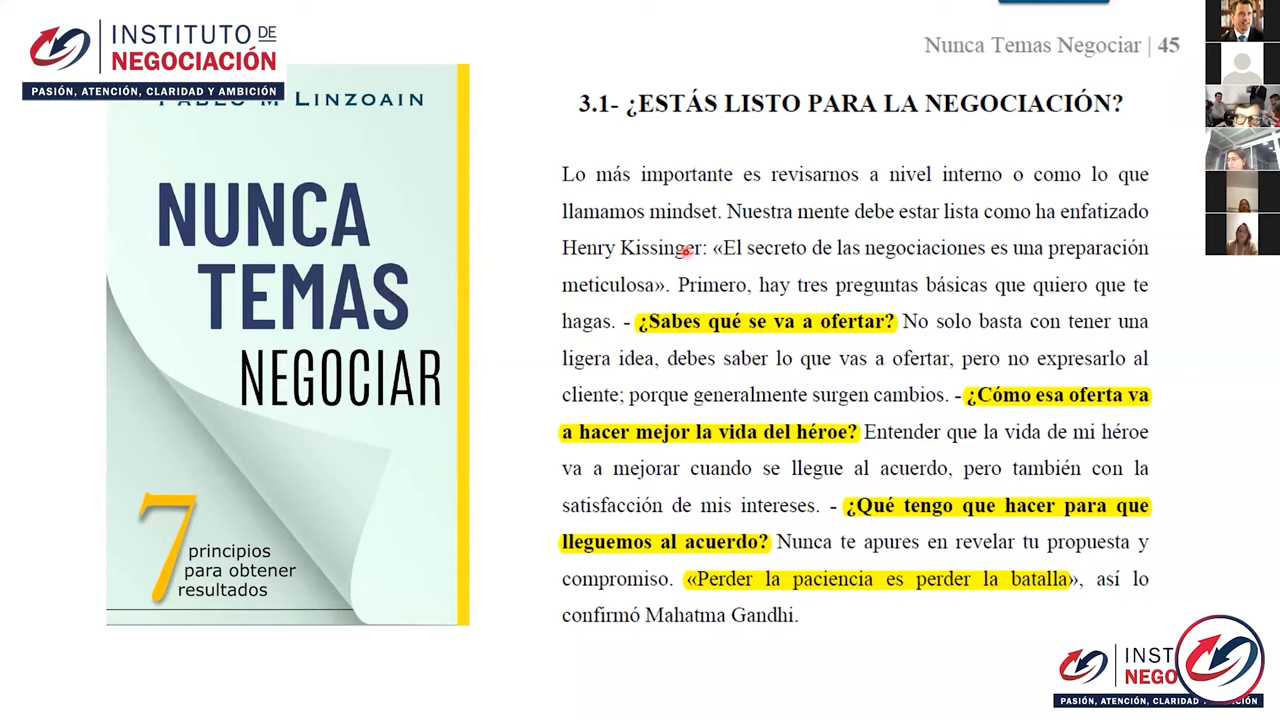 INSTITUTO DE
NEGOCIACIÓN
PASIÓN, ATENCIÓN, CLARIDAD Y AMBICIÓN
LINZOAIN
NUNCA
TEMAS
NEGOCIAR
7
principios
para obtener
resultados
Nunca Temas Negociar | 45
3.1- ¿ESTÁS LISTO PARA LA NEGOCIACIÓN?
Lo más importante es revisarnos a nivel interno o como lo que
llamamos mindset. Nuestra mente debe estar lista como ha enfatizado
Henry Kissinger: «El secreto de las negociaciones es una preparación
meticulosa». Primero, hay tres preguntas básicas que quiero que te
hagas. - ¿Sabes qué se va a ofertar? No solo basta con tener una
ligera idea, debes saber lo que vas a ofertar, pero no expresarlo al
cliente; porque generalmente surgen cambios. - ¿Cómo esa oferta va
a hacer mejor la vida del héroe? Entender que la vida de mi héroe
va a mejorar cuando se llegue al acuerdo, pero también con la
satisfacción de mis intereses. - ¿Qué tengo que hacer para que
lleguemos al acuerdo? Nunca te apures en revelar tu propuesta y
compromiso. «Perder la paciencia es perder la batalla», así lo
confirmó Mahatma Gandhi.
INST
NEGO
PASIÓN, ATENCIÓN, CLARIDAD Y AMBICIÓN